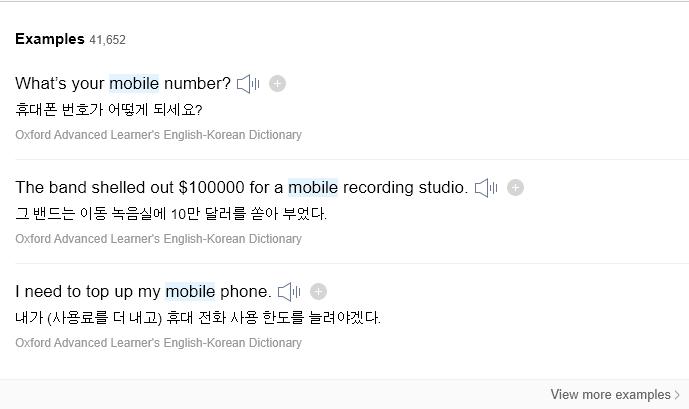 Examples 41,652
What's your mobile number?
휴대폰 번호가 어떻게 되세요?
Oxford Advanced Learner's English-Korean Dictionary
The band shelled out $100000 for a mobile recording studio.
그 밴드는 이동 녹음실에 10만 달러를 쏟아 부었다.
Oxford Advanced Learner's English-Korean Dictionary
I need to top up my mobile phone.
내가 (사용료를 더 내고) 휴대 전화 사용 한도를 늘려야겠다.
Oxford Advanced Learner's English-Korean Dictionary
View more examples